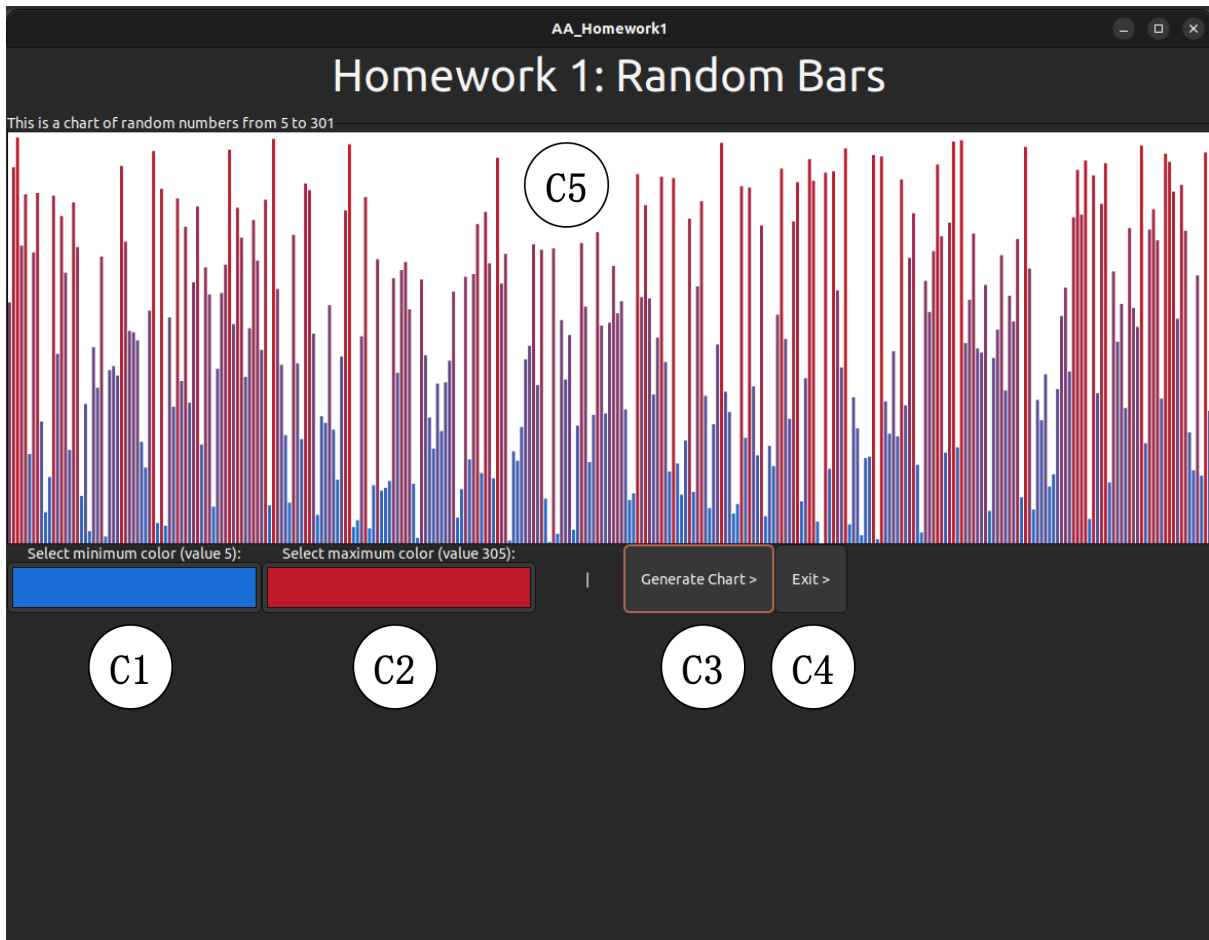 AA_Homework1
Homework 1: Random Bars
This is a chart of random numbers from 5 to 301
C5
Select minimum color (value 5): Select maximum color (value 305):
| Generate Chart > Exit >
C1 C2 C3 C4